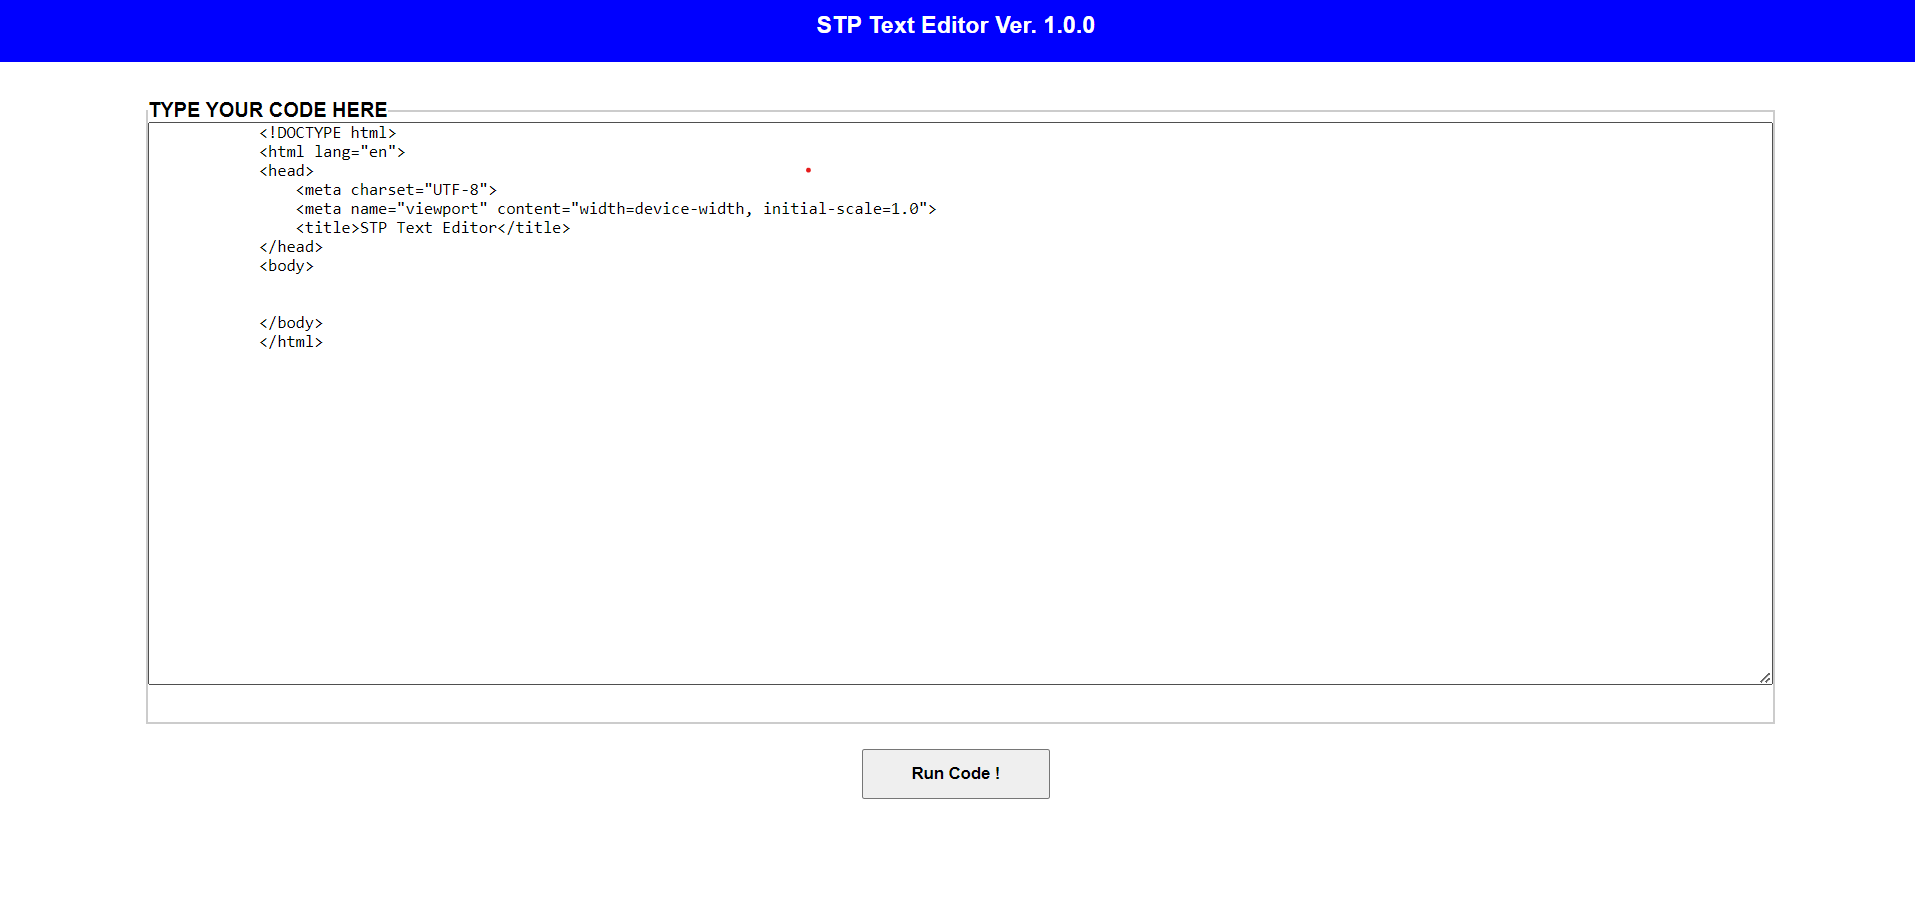 STP Text Editor Ver. 1.0.0
TYPE YOUR CODE HERE
<!DOCTYPE html>
<html lang="en">
<head>
    <meta charset="UTF-8">
    <meta name="viewport" content="width=device-width, initial-scale=1.0">
    <title>STP Text Editor</title>
</head>
<body>
</body>
</html>
Run Code !